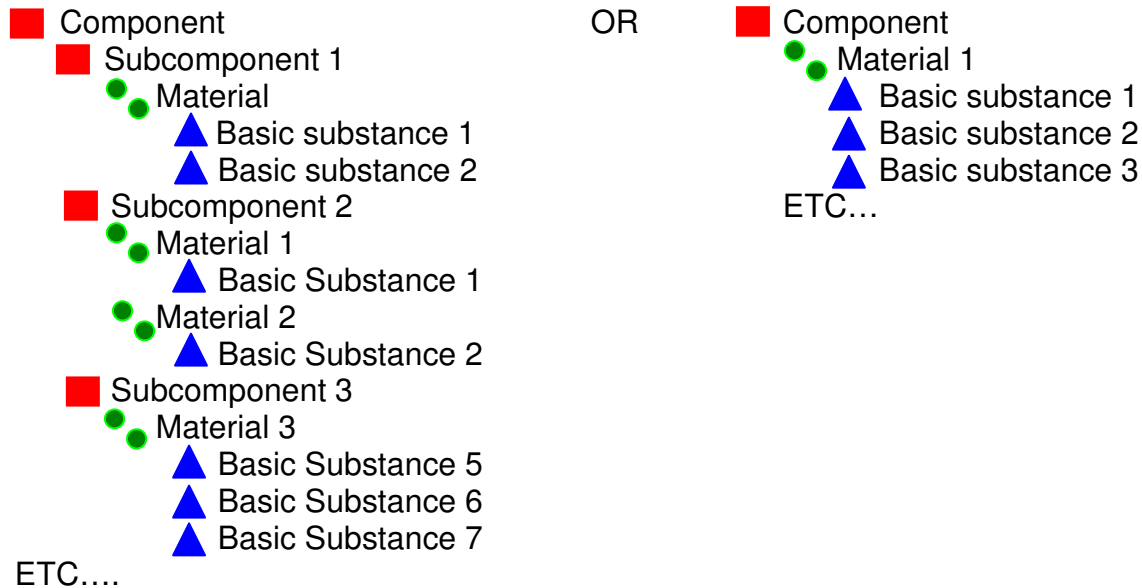 Component
Subcomponent 1
Material
Basic substance 1
Basic substance 2
Subcomponent 2
Material 1
Basic Substance 1
Material 2
Basic Substance 2
Subcomponent 3
Material 3
Basic Substance 5
Basic Substance 6
Basic Substance 7
ETC....
OR
Component
Material 1
Basic substance 1
Basic substance 2
Basic substance 3
ETC…